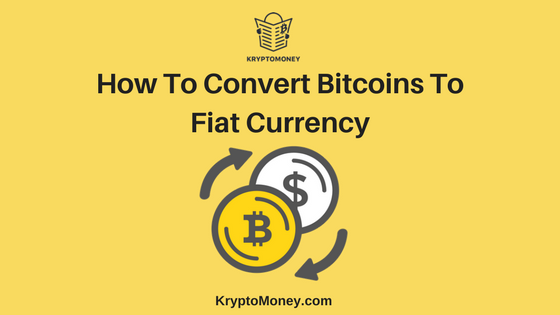 KRYPTOMONEY
How To Convert Bitcoins To
Fiat Currency
$
₿
KryptoMoney.com